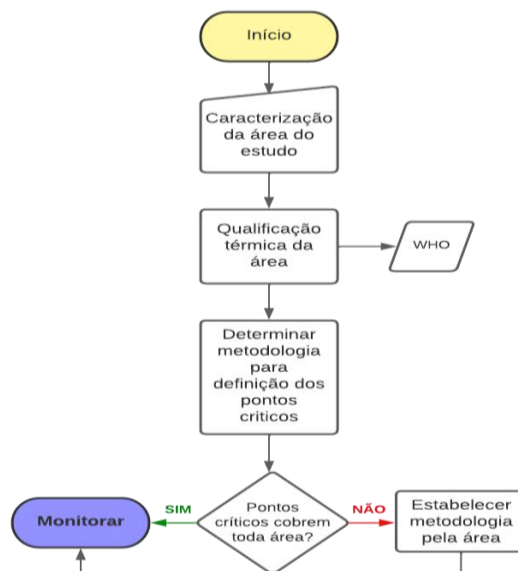 Início
Caracterização
da área do
estudo
Qualificação
térmica da
área
WHO
Determinar
metodologia
para
definição dos
pontos
criticos
SIM
Pontos
críticos cobrem
toda área?
NÃO
Monitorar
Estabelecer
metodologia
pela área